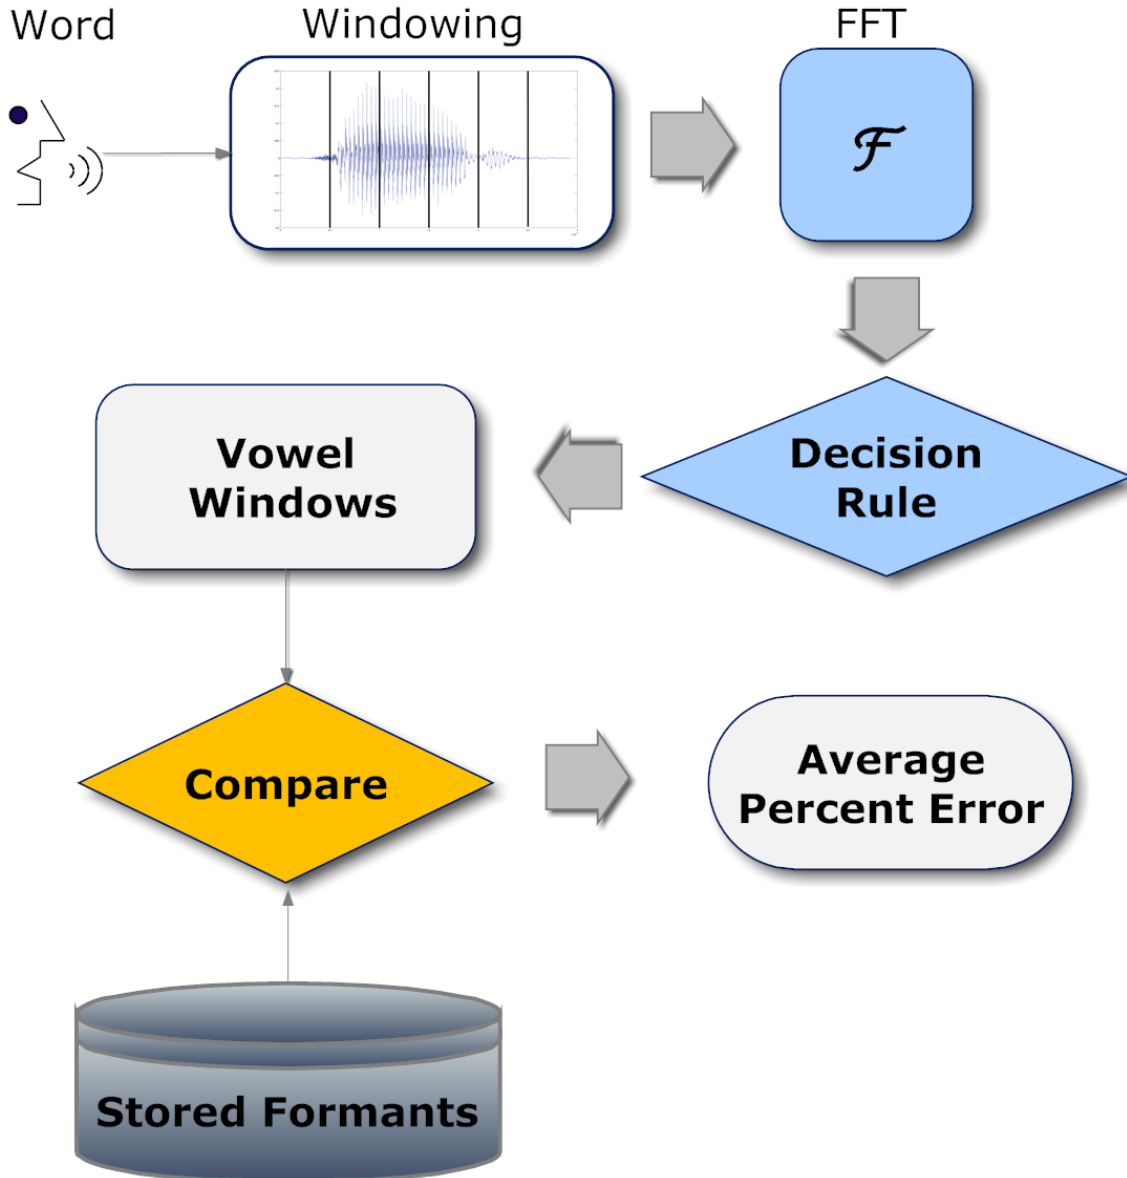 Word
Windowing
FFT
ℱ
Decision
Rule
Vowel
Windows
Compare
Average
Percent Error
Stored Formants